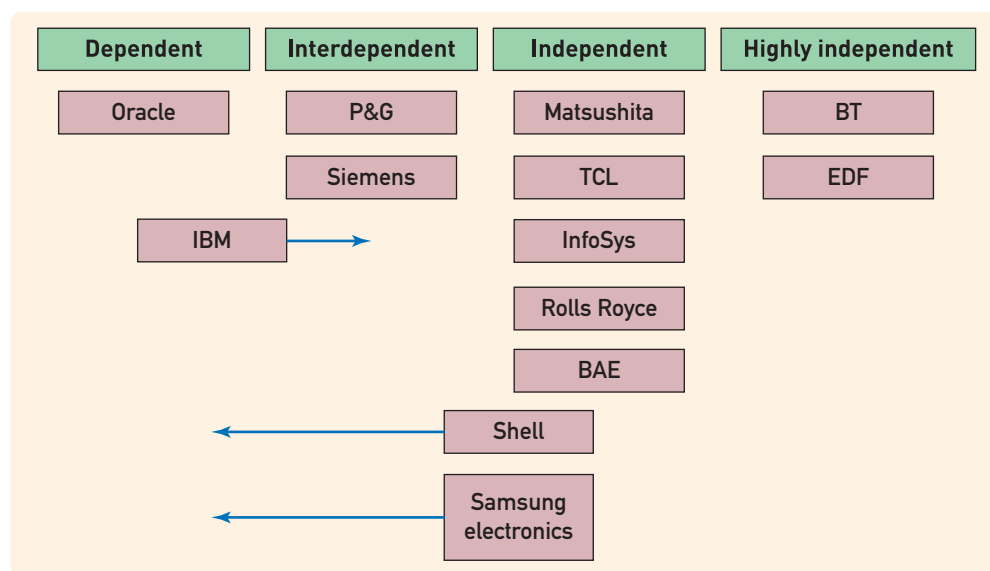 Dependent Interdependent Independent Highly independent
Oracle P&G Matsushita BT
Siemens TCL EDF
IBM InfoSys
Rolls Royce
BAE
Shell
Samsung
electronics